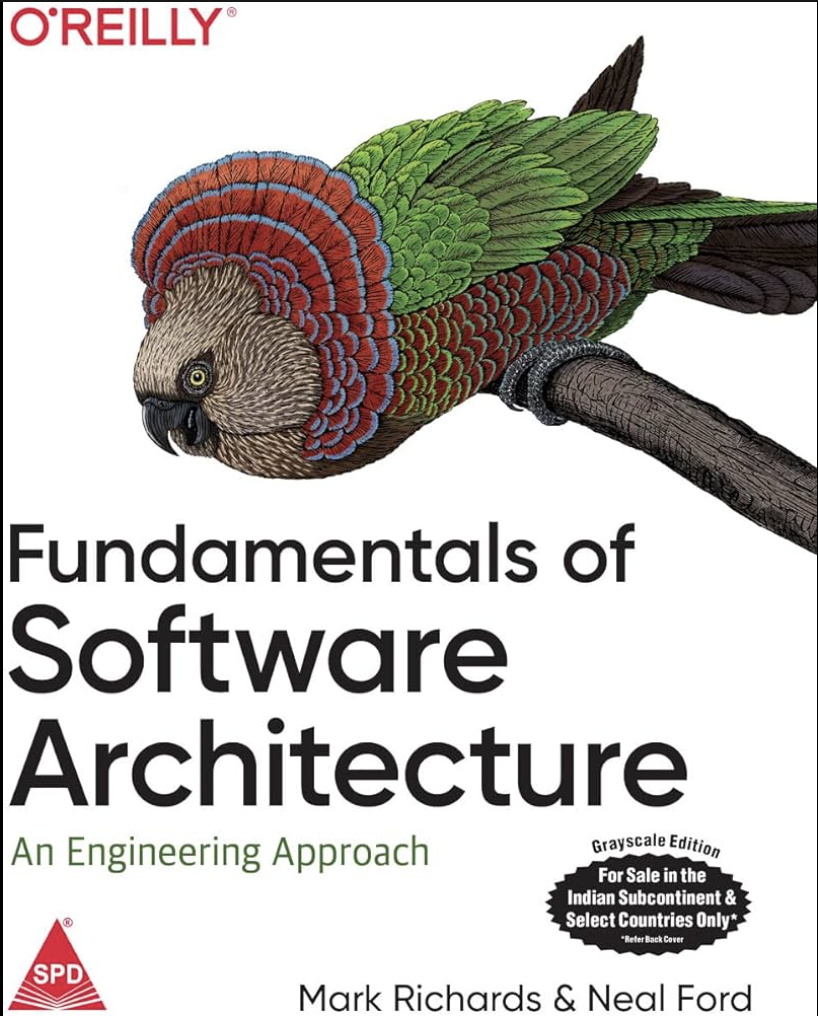 O'REILLY®
Fundamentals of
Software
Architecture
An Engineering Approach
Grayscale Edition
For Sale in the
Indian Subcontinent &
Select Countries Only*
*Refer Back Cover
®
SPD
Mark Richards & Neal Ford